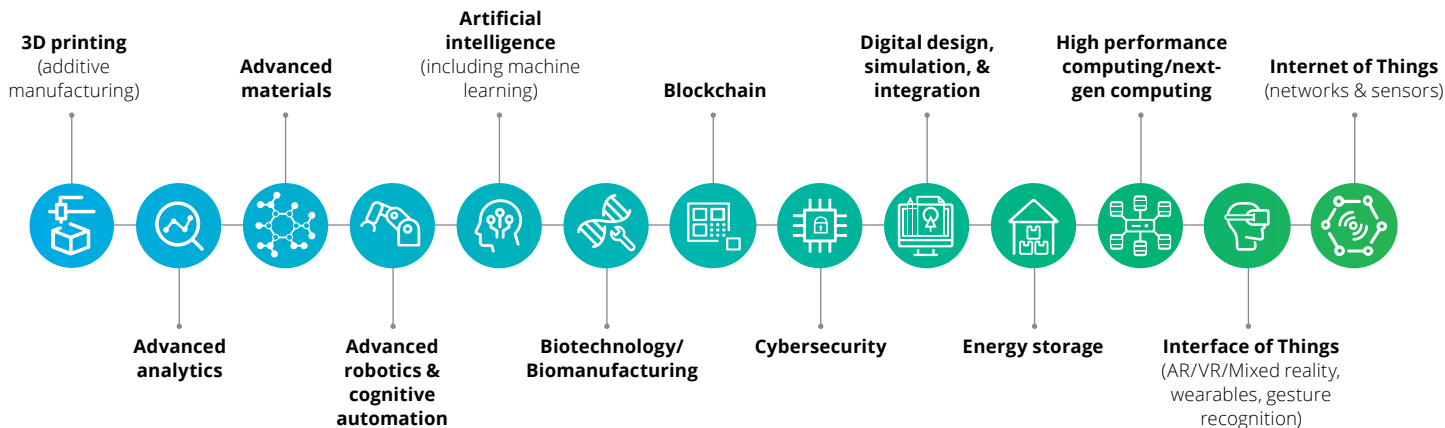 3D printing
(additive
manufacturing)
Advanced
analytics
Advanced
materials
Advanced
robotics &
cognitive
automation
Artificial
intelligence
(including machine
learning)
Biotechnology/
Biomanufacturing
Blockchain
Cybersecurity
Digital design,
simulation, &
integration
Energy storage
High performance
computing/next-
gen computing
Interface of Things
(AR/VR/Mixed reality,
wearables, gesture
recognition)
Internet of Things
(networks & sensors)